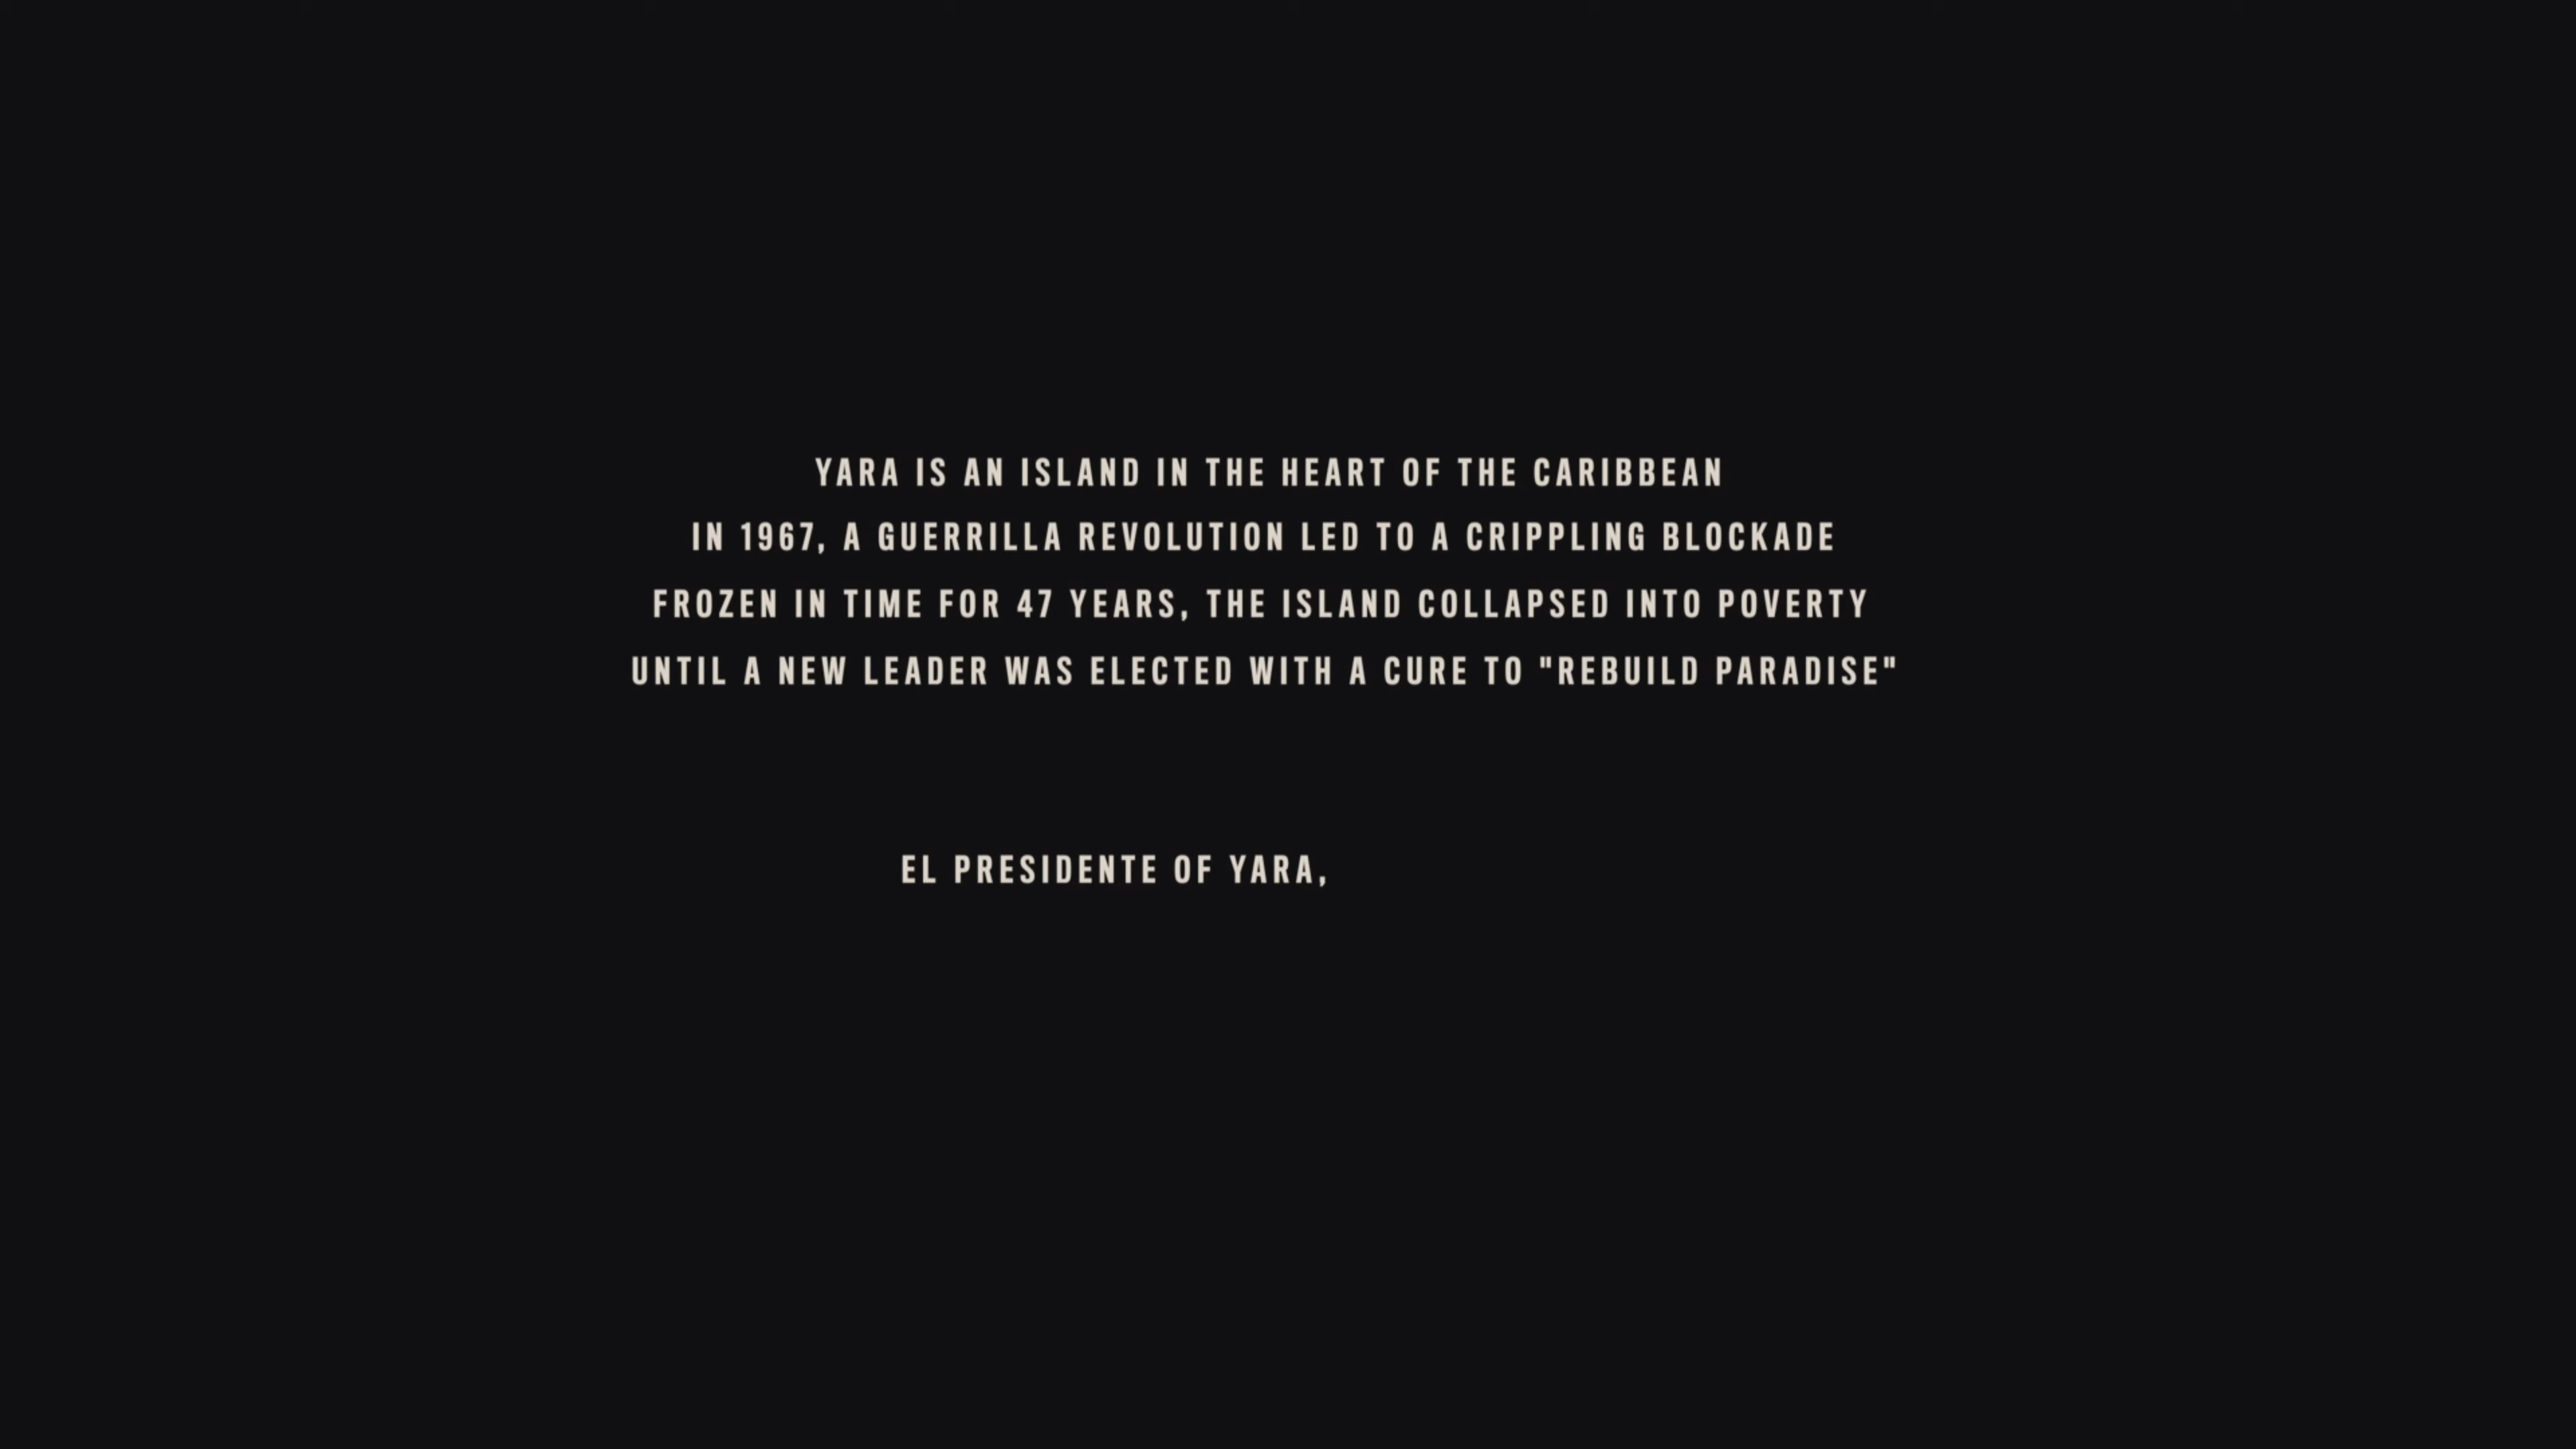 YARA IS AN ISLAND IN THE HEART OF THE CARIBBEAN
IN 1967, A GUERRILLA REVOLUTION LED TO A CRIPPLING BLOCKADE
FROZEN IN TIME FOR 47 YEARS, THE ISLAND COLLAPSED INTO POVERTY
UNTIL A NEW LEADER WAS ELECTED WITH A CURE TO "REBUILD PARADISE"
EL PRESIDENTE OF YARA,